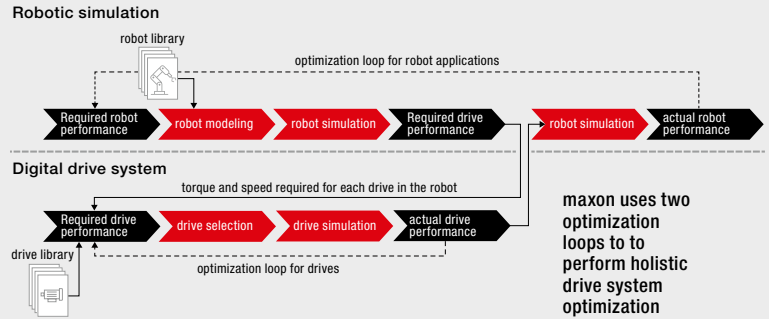 Robotic simulation
robot library
optimization loop for robot applications
Required robot
performance
robot modeling
robot simulation
Required drive
performance
robot simulation
actual robot
performance
Digital drive system
torque and speed required for each drive in the robot
Required drive
performance
drive selection
drive simulation
actual drive
performance
drive library
optimization loop for drives
maxon uses two
optimization
loops to to
perform holistic
drive system
optimization